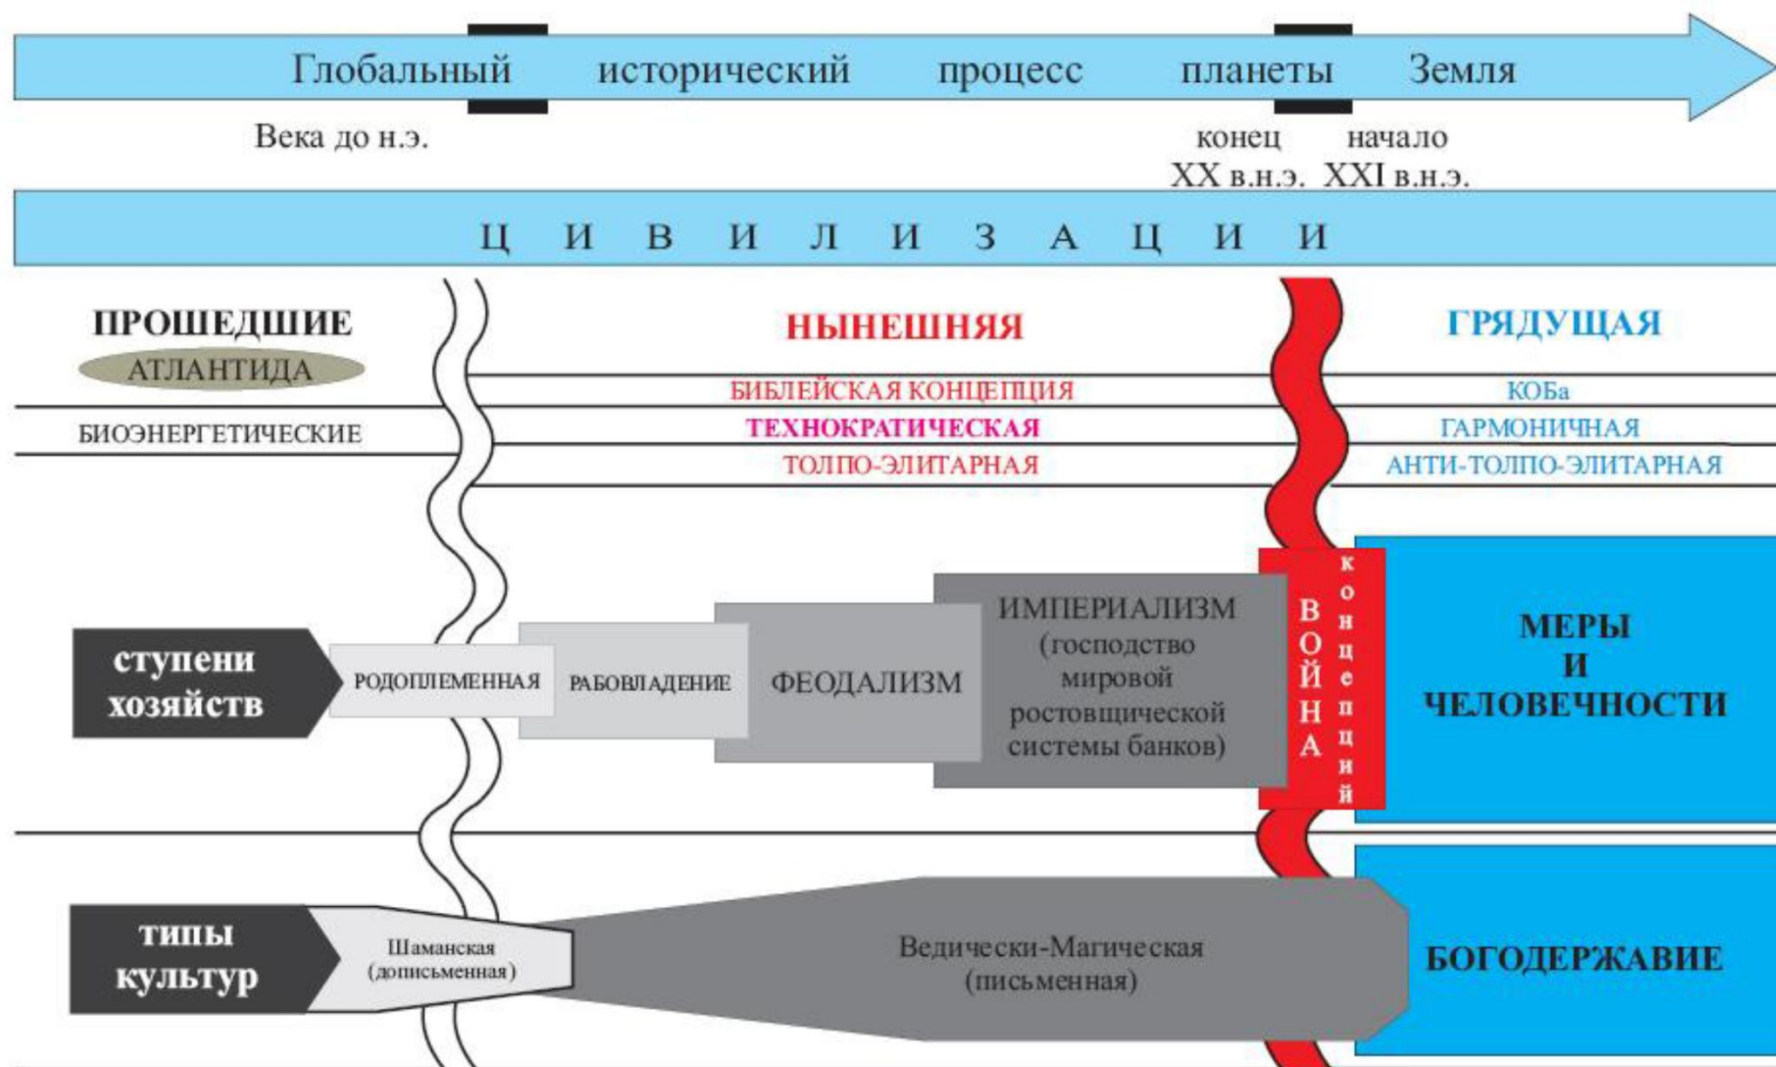 Глобальный исторический процесс планеты Земля
Века до н.э.
конец начало
XX в.н.э. XXI в.н.э.
ЦИВИЛИЗАЦИИ
ПРОШЕДШИЕ
АТЛАНТИДА
БИОЭНЕРГЕТИЧЕСКИЕ
НЫНЕШНЯЯ
БИБЛЕЙСКАЯ КОНЦЕПЦИЯ
ТЕХНОКРАТИЧЕСКАЯ
ТОЛПО-ЭЛИТАРНАЯ
ГРЯДУЩАЯ
КОБа
ГАРМОНИЧНАЯ
АНТИ-ТОЛПО-ЭЛИТАРНАЯ
ступени
хозяйств
РОДОПЛЕМЕННАЯ
РАБОВЛАДЕНИЕ
ФЕОДАЛИЗМ
ИМПЕРИАЛИЗМ
(господство
мировой
ростовщической
системы банков)
ВОЙНА
концепций
МЕРЫ
И
ЧЕЛОВЕЧНОСТИ
типы
культур
Шаманская
(дописьменная)
Ведически-Магическая
(письменная)
БОГОДЕРЖАВИЕ